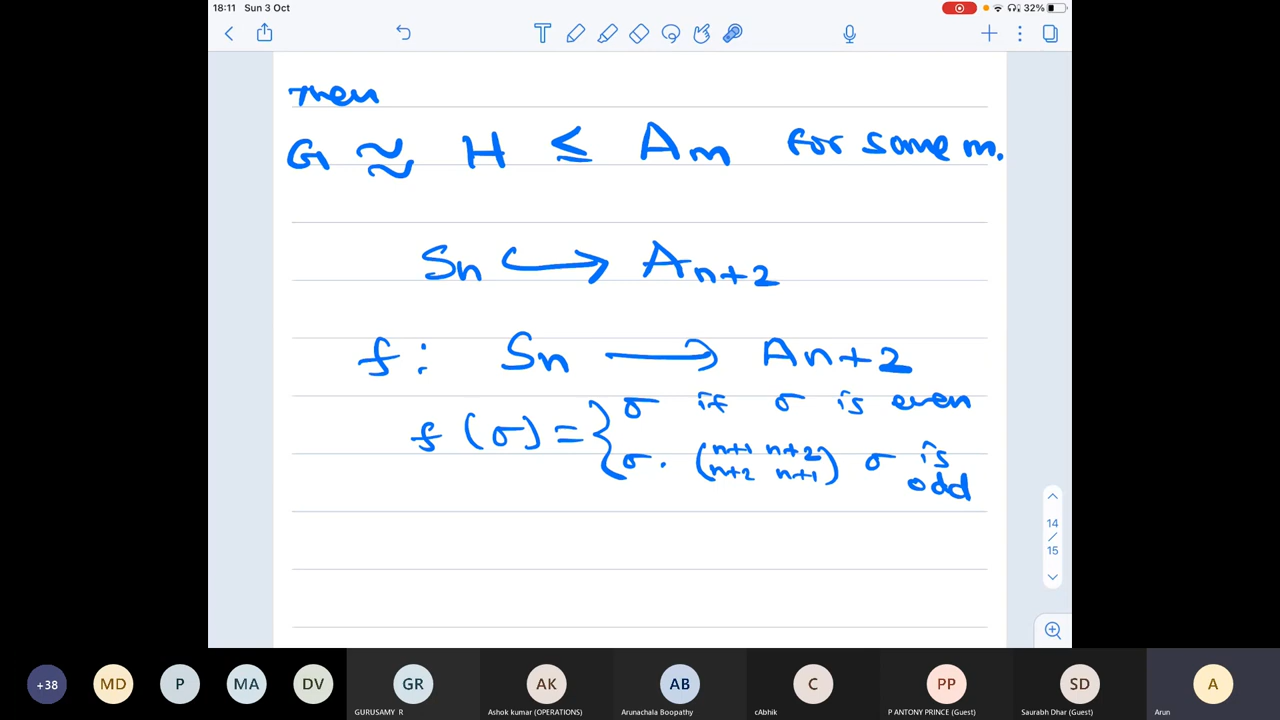 18:11 Sun 3 Oct
32%
Then
G ≅ H ≤ Am for some m.
Sn ↪ An+2
f: Sn ⟶ An+2
f(σ) = { σ if σ is even
σ. (n+1 n+2 / n+2 n+1) σ is odd
14
/
15
+38
MD
P
MA
DV
GR
AK
AB
C
PP
SD
A
GURUSAMY R
Ashok kumar (OPERATIONS)
Arunachala Boopathy
cAbhik
P ANTONY PRINCE (Guest)
Saurabh Dhar (Guest)
Arun